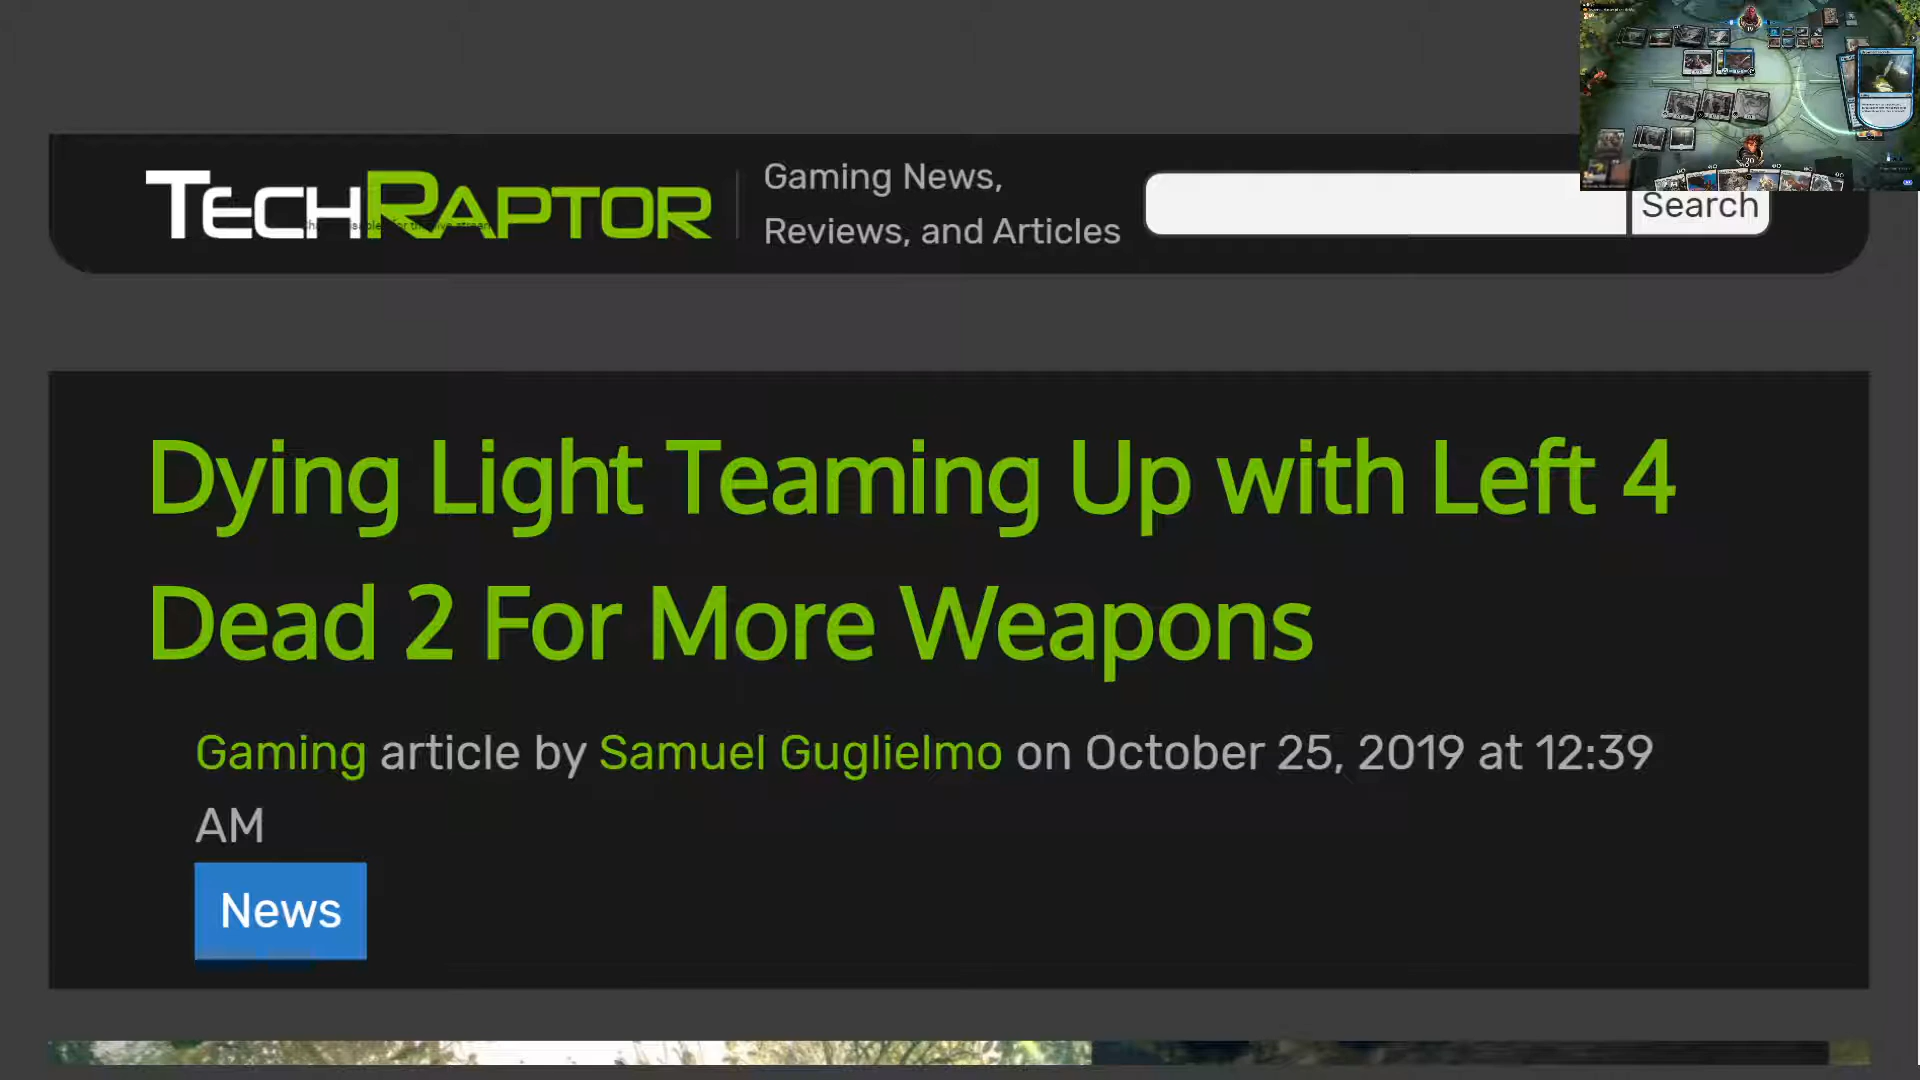 TECHRAPTOR
Gaming News,
Reviews, and Articles
Search
Dying Light Teaming Up with Left 4
Dead 2 For More Weapons
Gaming article by Samuel Guglielmo on October 25, 2019 at 12:39
AM
News